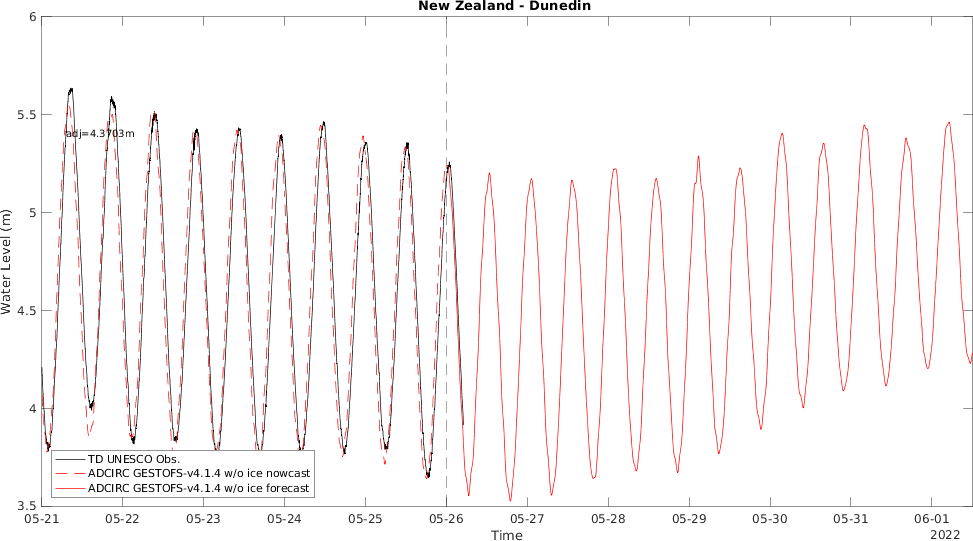 New Zealand - Dunedin
6
5.5
5
4.5
4
3.5
Water Level (m)
adj=4.3703m
TD UNESCO Obs.
ADCIRC GESTOFS-v4.1.4 w/o ice nowcast
ADCIRC GESTOFS-v4.1.4 w/o ice forecast
05-21 05-22 05-23 05-24 05-25 05-26 05-27 05-28 05-29 05-30 05-31 06-01
2022
Time